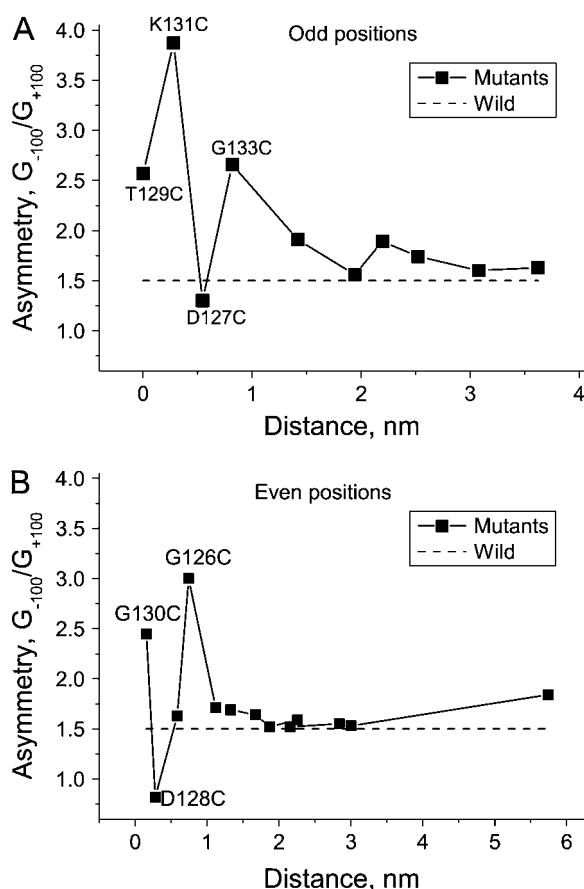 A
Odd positions
Asymmetry, G-100/G+100
4.0
3.5
3.0
2.5
2.0
1.5
1.0
K131C
T129C
G133C
D127C
Mutants
Wild
0
1
2
3
4
Distance, nm
B
Even positions
Asymmetry, G-100/G+100
4.0
3.5
3.0
2.5
2.0
1.5
1.0
G126C
G130C
D128C
Mutants
Wild
0
1
2
3
4
5
6
Distance, nm